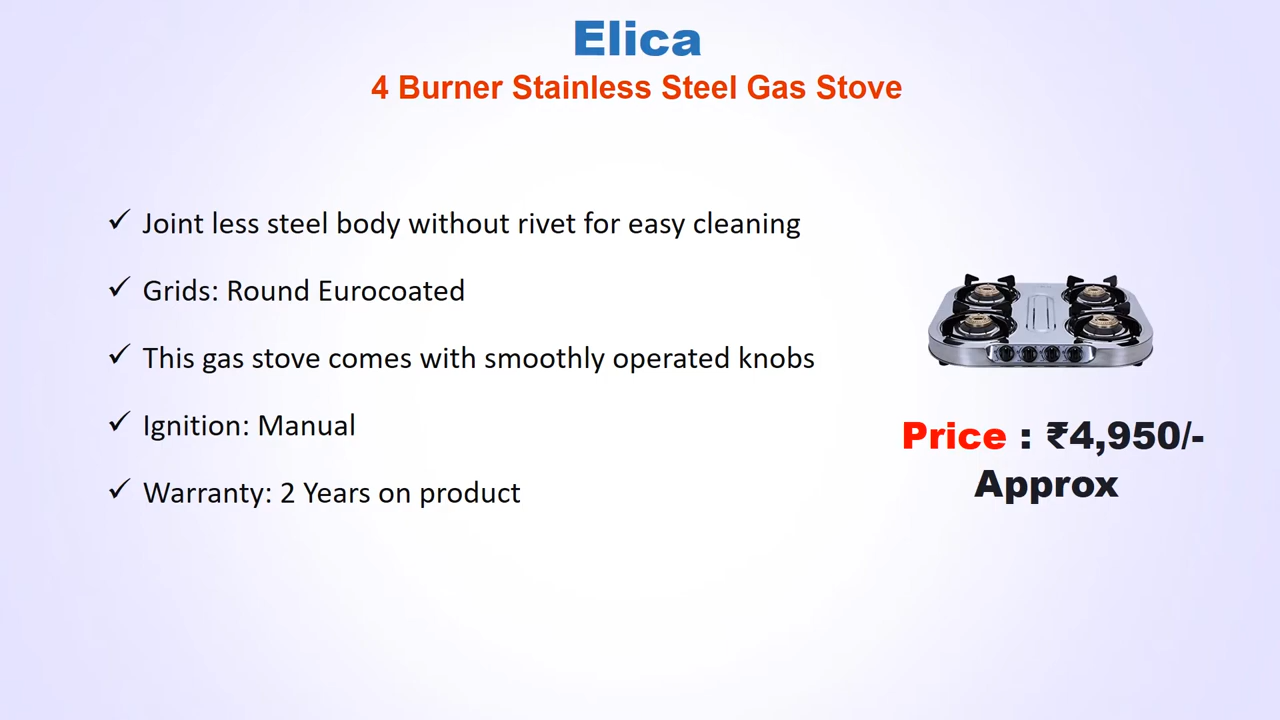 Elica
4 Burner Stainless Steel Gas Stove
✓ Joint less steel body without rivet for easy cleaning
✓ Grids: Round Eurocoated
✓ This gas stove comes with smoothly operated knobs
✓ Ignition: Manual
✓ Warranty: 2 Years on product
Price : ₹4,950/-
Approx